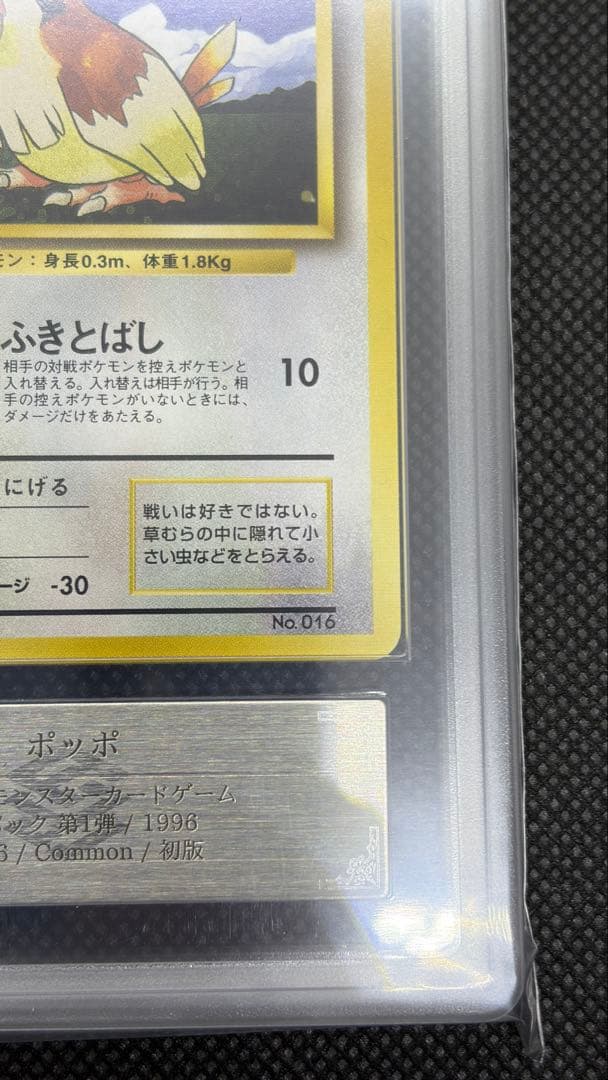 モン：身長0.3m、体重1.8Kg
ふきとばし
相手の対戦ポケモンを控えポケモンと
入れ替える。入れ替えは相手が行う。相
手の控えポケモンがいないときには、
ダメージだけをあたえる。
10
にげる
戦いは好きではない。
草むらの中に隠れて小
さい虫などをとらえる。
ージ -30
No. 016
ポッポ
モンスターカードゲーム
パック 第1弾 / 1996
6 / Common / 初版